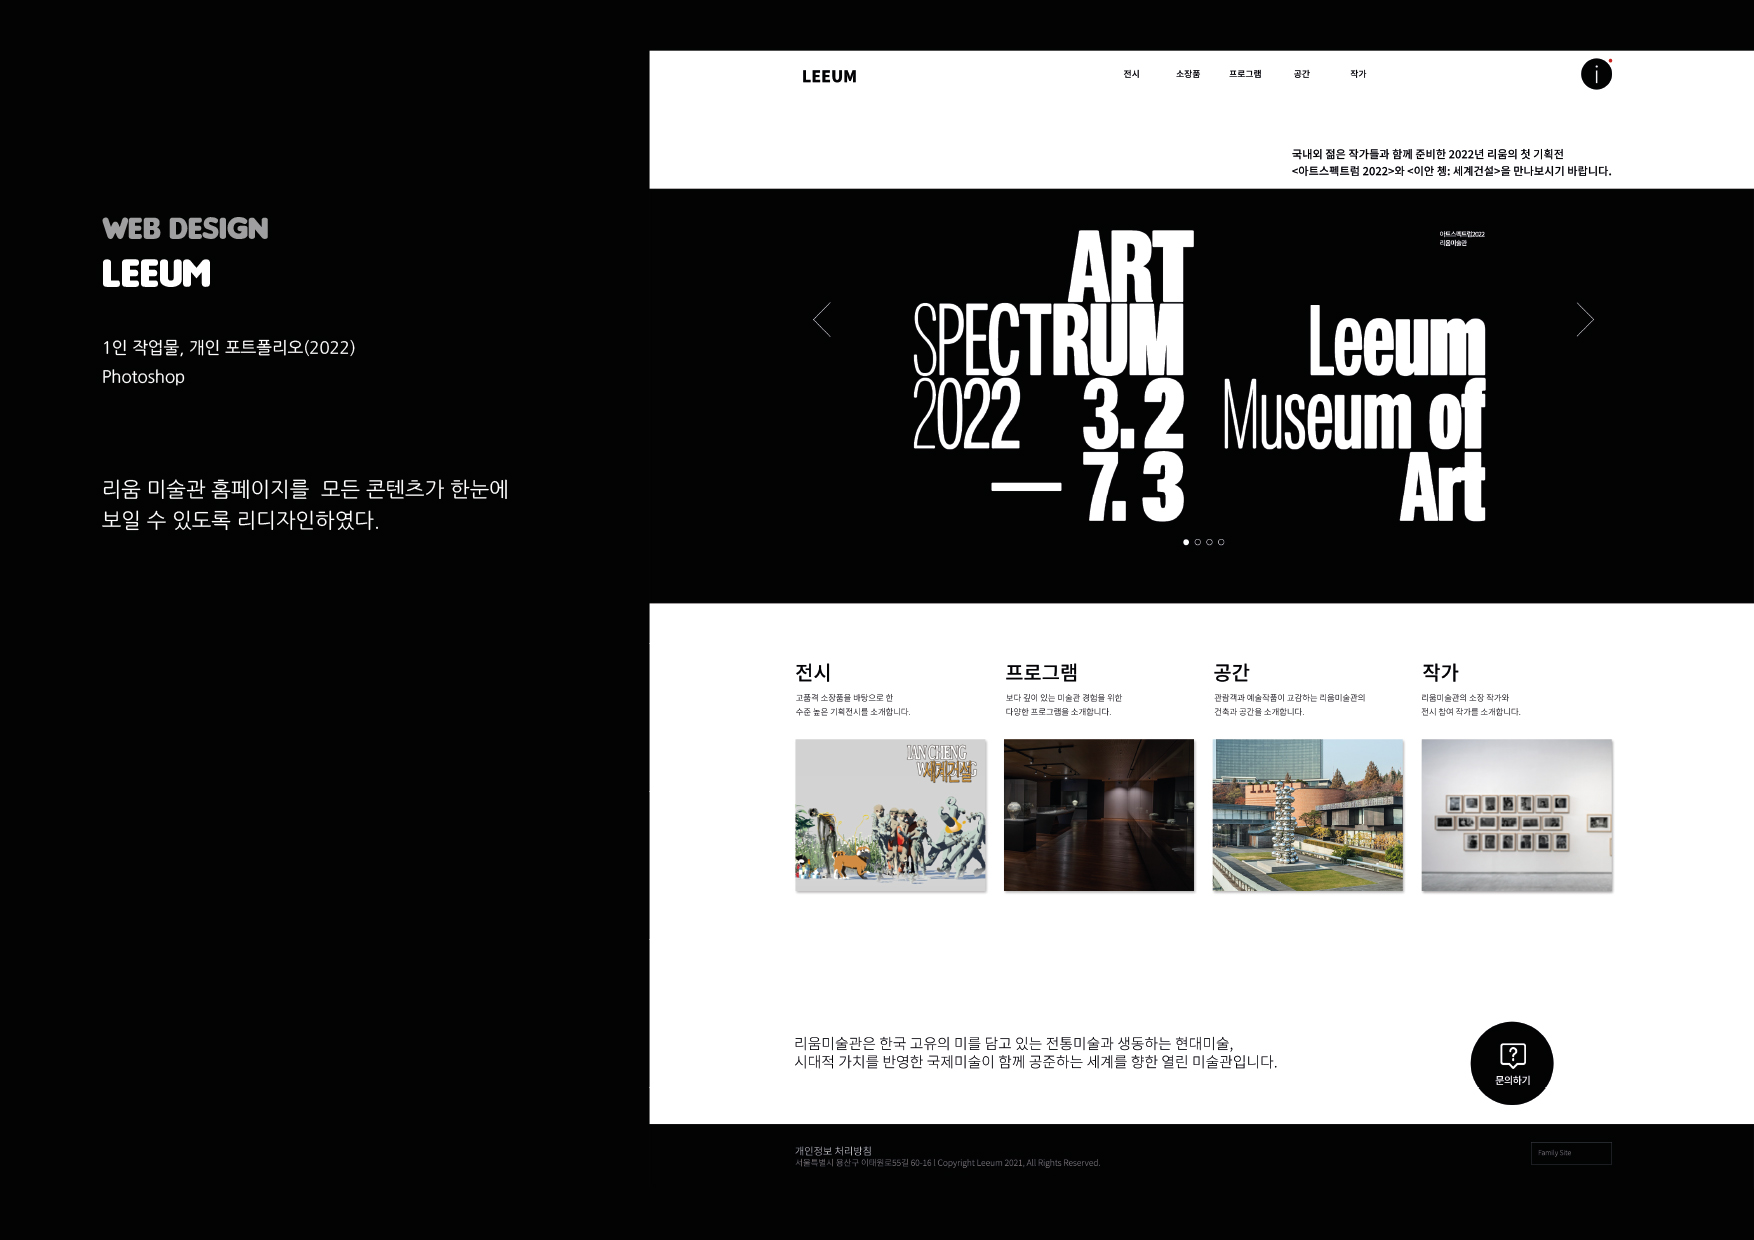 WEB DESIGN
LEEUM
1인 작업물, 개인 포트폴리오(2022)
Photoshop
리움 미술관 홈페이지를 모든 콘텐츠가 한눈에
보일 수 있도록 리디자인하였다.
LEEUM
전시 소장품 프로그램 공간 작가
i
국내외 젊은 작가들과 함께 준비한 2022년 리움의 첫 기획전
<아트스펙트럼 2022>와 <이안 쳉: 세계건설>을 만나보시기 바랍니다.
ART
SPECTRUM
2022 3.2
— 7.3
아트스펙트럼2022
리움미술관
Leeum
Museum of
Art
전시
고품격 소장품을 바탕으로 한
수준 높은 기획전시를 소개합니다.
프로그램
보다 깊이 있는 미술관 경험을 위한
다양한 프로그램을 소개합니다.
공간
관람객과 예술작품이 교감하는 리움미술관의
건축과 공간을 소개합니다.
작가
리움미술관의 소장 작가와
전시 참여 작가를 소개합니다.
IAN CHENG
세계건설
리움미술관은 한국 고유의 미를 담고 있는 전통미술과 생동하는 현대미술,
시대적 가치를 반영한 국제미술이 함께 공준하는 세계를 향한 열린 미술관입니다.
문의하기
개인정보 처리방침
서울특별시 용산구 이태원로55길 60-16 l Copyright Leeum 2021, All Rights Reserved.
Family Site